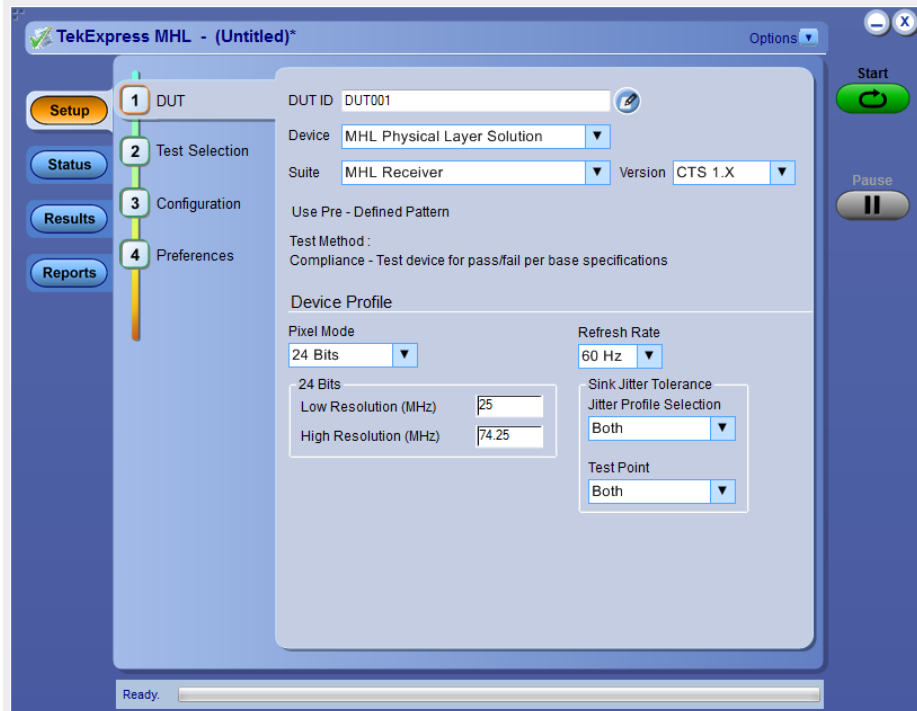 TekExpress MHL - (Untitled)*
Options
Start
Pause
Setup
Status
Results
Reports
1 DUT
2 Test Selection
3 Configuration
4 Preferences
DUT ID DUT001
Device MHL Physical Layer Solution
Suite MHL Receiver Version CTS 1.X
Use Pre - Defined Pattern
Test Method :
Compliance - Test device for pass/fail per base specifications
Device Profile
Pixel Mode
24 Bits
Refresh Rate
60 Hz
24 Bits
Low Resolution (MHz) 25
High Resolution (MHz) 74.25
Sink Jitter Tolerance
Jitter Profile Selection
Both
Test Point
Both
Ready.